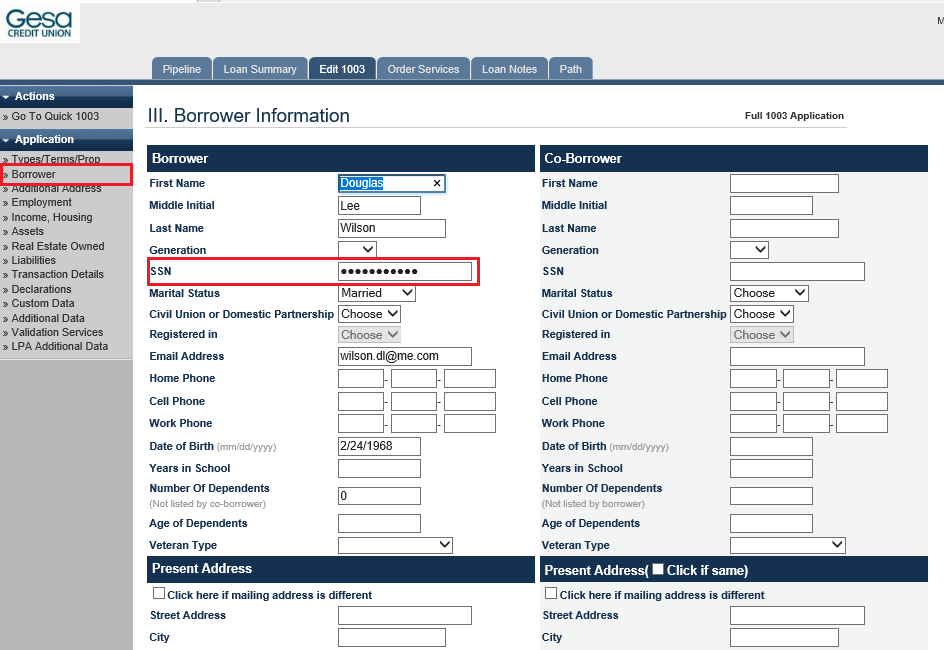 Gesa
CREDIT UNION
M
Pipeline Loan Summary Edit 1003 Order Services Loan Notes Path
Actions
» Go To Quick 1003
Application
» Types/Terms/Prop
» Borrower
» Additional Address
» Employment
» Income, Housing
» Assets
» Real Estate Owned
» Liabilities
» Transaction Details
» Declarations
» Custom Data
» Additional Data
» Validation Services
» LPA Additional Data
III. Borrower Information
Full 1003 Application
Borrower
First Name Douglas ×
Middle Initial Lee
Last Name Wilson
Generation
SSN ●●●●●●●●●●●
Marital Status Married
Civil Union or Domestic Partnership Choose
Registered in Choose
Email Address wilson.dl@me.com
Home Phone - -
Cell Phone - -
Work Phone - -
Date of Birth (mm/dd/yyyy) 2/24/1968
Years in School
Number Of Dependents 0
(Not listed by co-borrower)
Age of Dependents
Veteran Type
Present Address
Click here if mailing address is different
Street Address
City
Co-Borrower
First Name
Middle Initial
Last Name
Generation
SSN
Marital Status Choose
Civil Union or Domestic Partnership Choose
Registered in Choose
Email Address
Home Phone - -
Cell Phone - -
Work Phone - -
Date of Birth (mm/dd/yyyy)
Years in School
Number Of Dependents
(Not listed by borrower)
Age of Dependents
Veteran Type
Present Address( Click if same)
Click here if mailing address is different
Street Address
City